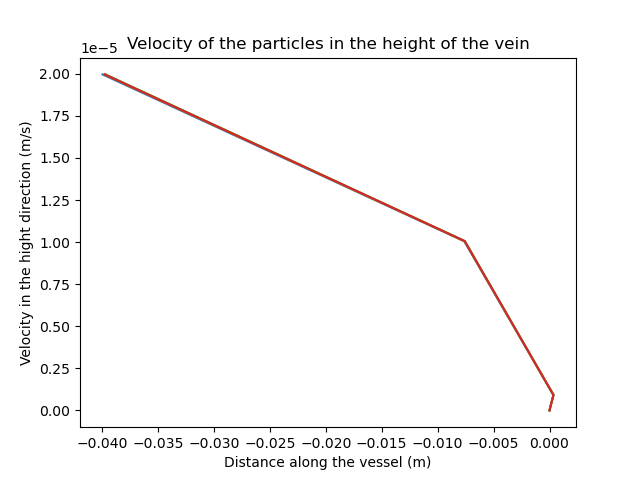 Velocity of the particles in the height of the vein
1e−5
2.00
1.75
1.50
1.25
1.00
0.75
0.50
0.25
0.00
Velocity in the hight direction (m/s)
−0.040 −0.035 −0.030 −0.025 −0.020 −0.015 −0.010 −0.005 0.000
Distance along the vessel (m)